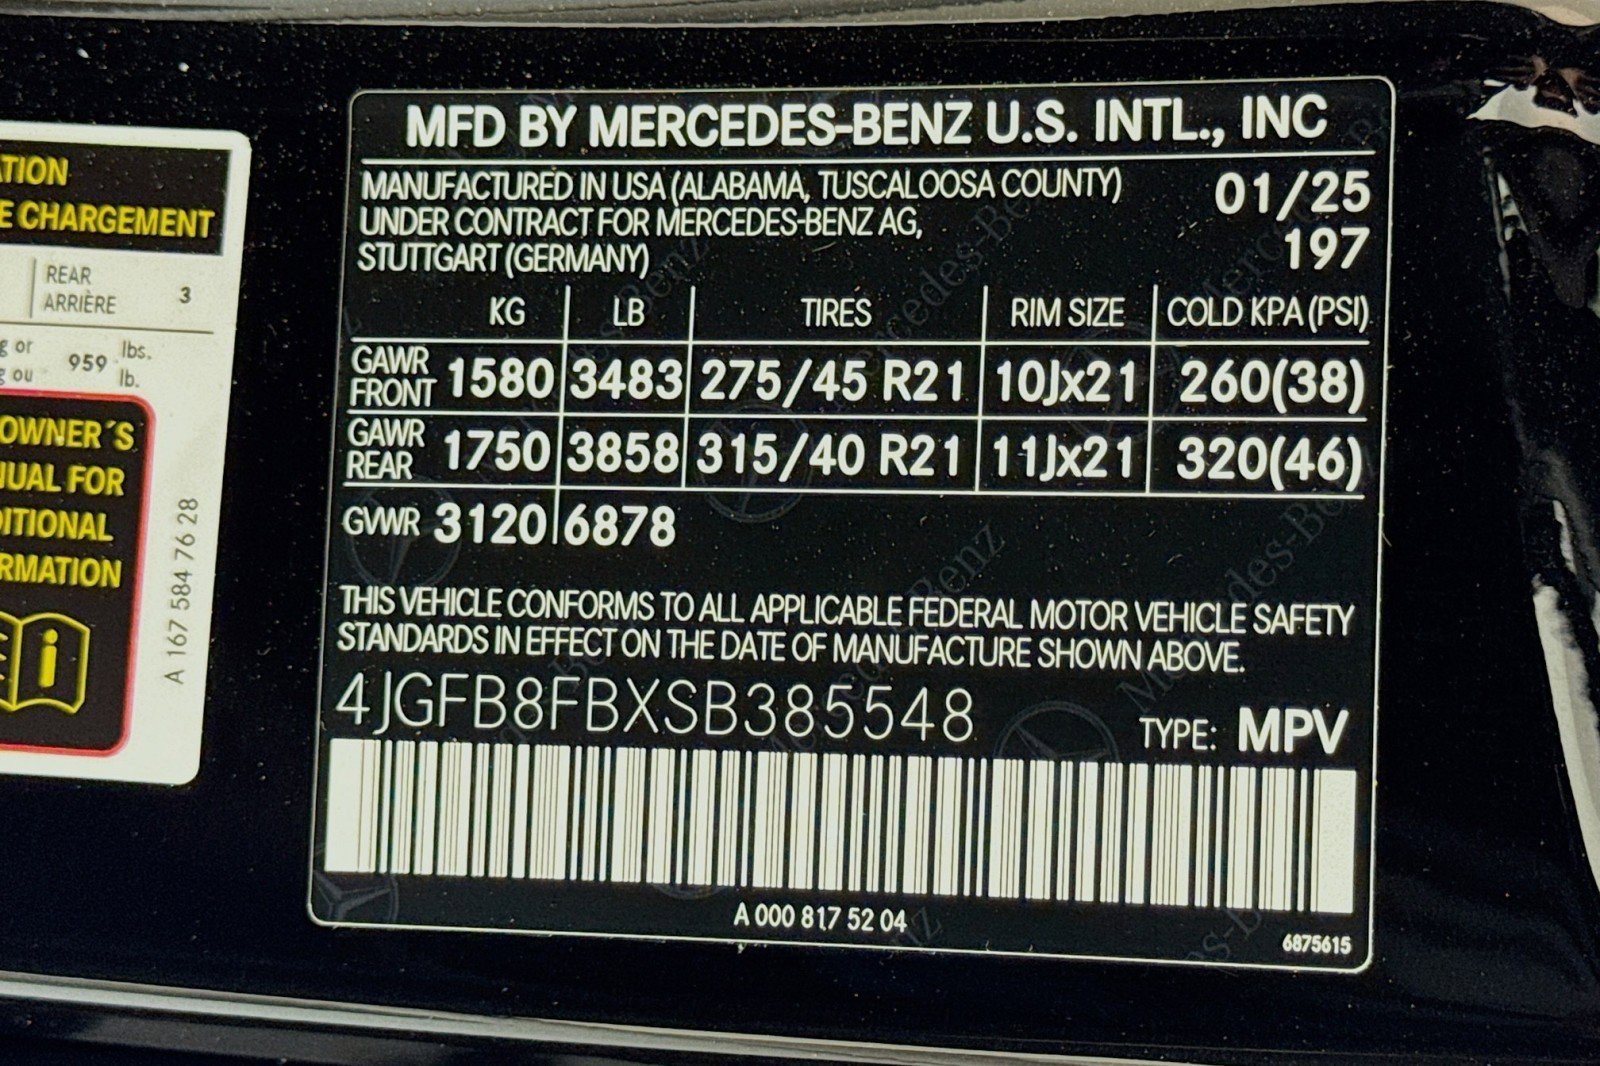 MFD BY MERCEDES-BENZ U.S. INTL., INC
MANUFACTURED IN USA (ALABAMA, TUSCALOOSA COUNTY) 01/25
UNDER CONTRACT FOR MERCEDES-BENZ AG, 197
STUTTGART (GERMANY)
KG LB TIRES RIM SIZE COLD KPA (PSI)
GAWR FRONT 1580 3483 275/45 R21 10Jx21 260(38)
GAWR REAR 1750 3858 315/40 R21 11Jx21 320(46)
GVWR 3120 6878
THIS VEHICLE CONFORMS TO ALL APPLICABLE FEDERAL MOTOR VEHICLE SAFETY
STANDARDS IN EFFECT ON THE DATE OF MANUFACTURE SHOWN ABOVE.
4JGFB8FBXSB385548 TYPE: MPV
A 000 817 52 04
6875615
ATION
E CHARGEMENT
REAR
ARRIÈRE 3
g or 959 lbs.
g ou lb.
OWNER´S
NUAL FOR
DITIONAL
RMATION
A 167 584 76 28